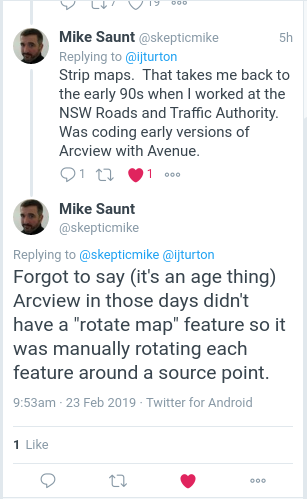 7 19
Mike Saunt @skepticmike 5h
Replying to @ijturton
Strip maps.  That takes me back to
the early 90s when I worked at the
NSW Roads and Traffic Authority.
Was coding early versions of
Arcview with Avenue.
1 1
Mike Saunt
@skepticmike
Replying to @skepticmike @ijturton
Forgot to say (it's an age thing)
Arcview in those days didn't
have a "rotate map" feature so it
was manually rotating each
feature around a source point.
9:53am · 23 Feb 2019 · Twitter for Android
1 Like